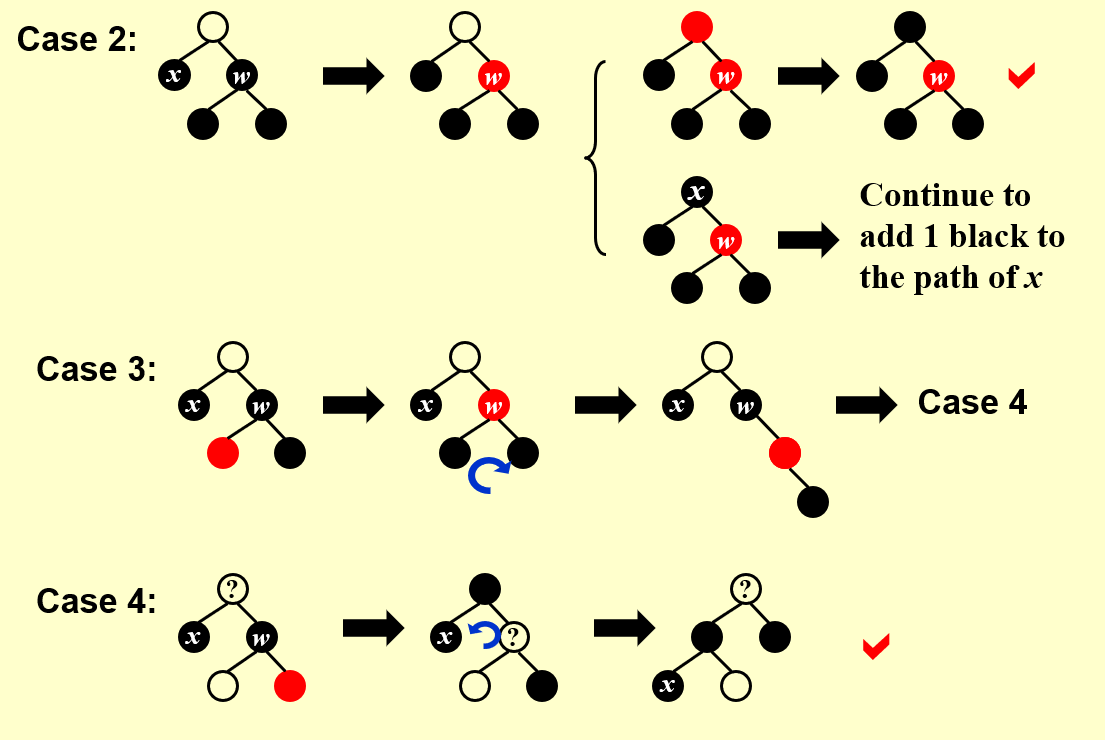 Case 2:
x w
w
w
w
x
w
Continue to
add 1 black to
the path of x
Case 3:
x w
x w
x w
Case 4
Case 4:
?
x w
x ?
?
x